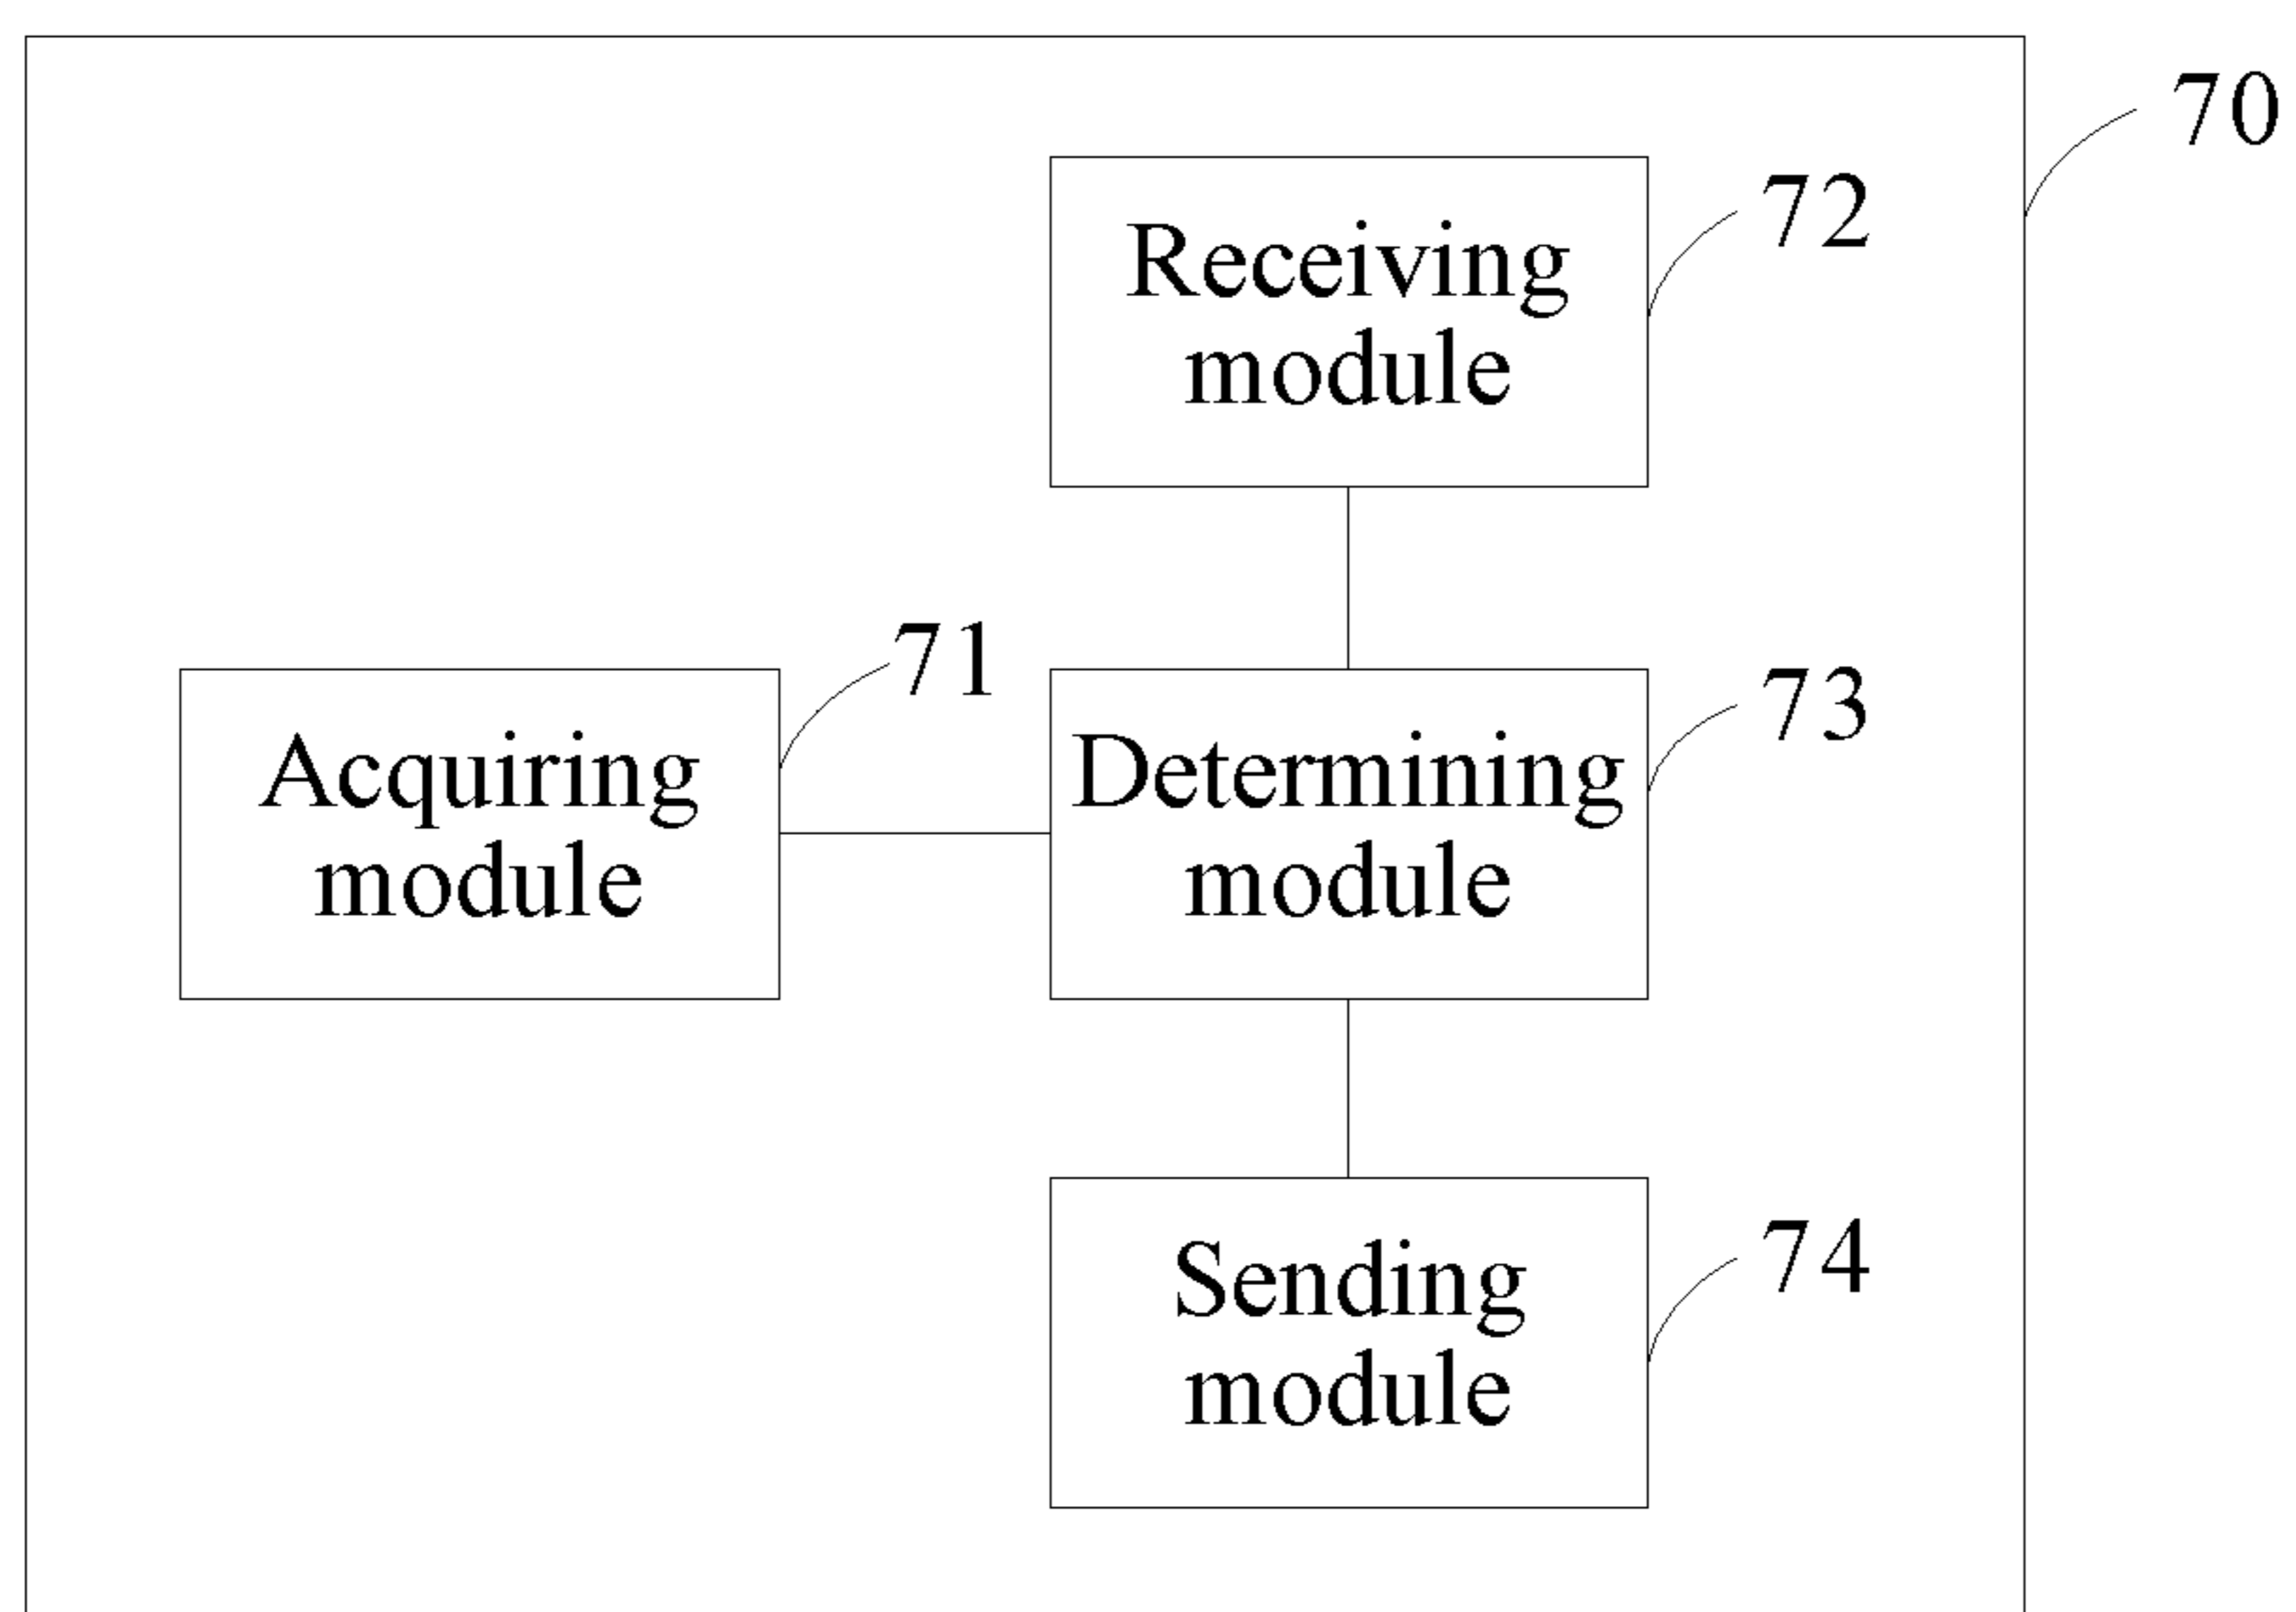 70
72
Receiving
module
71
73
Acquiring
module
Determining
module
74
Sending
module